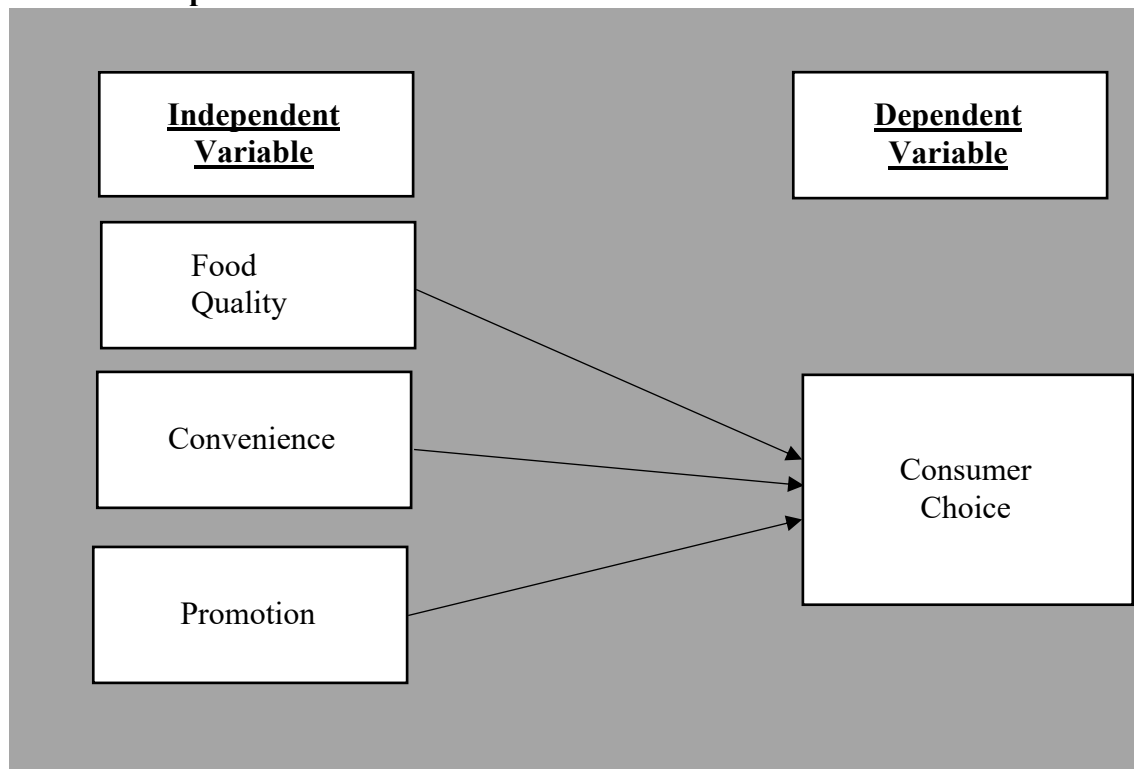 Independent
Variable
Dependent
Variable
Food
Quality
Convenience
Consumer
Choice
Promotion